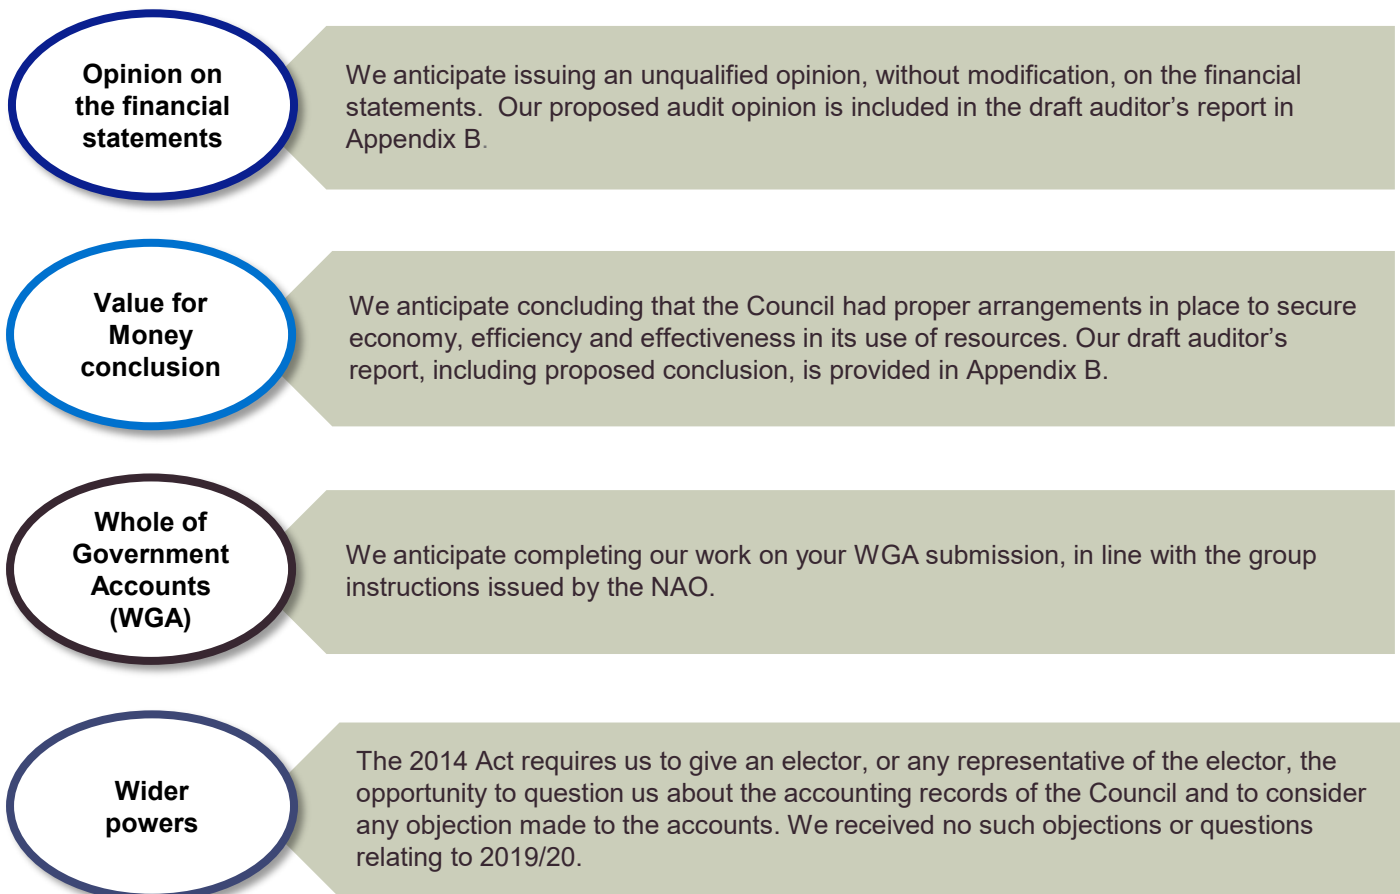 Opinion on
the financial
statements
We anticipate issuing an unqualified opinion, without modification, on the financial
statements.  Our proposed audit opinion is included in the draft auditor’s report in
Appendix B.
Value for
Money
conclusion
We anticipate concluding that the Council had proper arrangements in place to secure
economy, efficiency and effectiveness in its use of resources. Our draft auditor’s
report, including proposed conclusion, is provided in Appendix B.
Whole of
Government
Accounts
(WGA)
We anticipate completing our work on your WGA submission, in line with the group
instructions issued by the NAO.
Wider
powers
The 2014 Act requires us to give an elector, or any representative of the elector, the
opportunity to question us about the accounting records of the Council and to consider
any objection made to the accounts. We received no such objections or questions
relating to 2019/20.